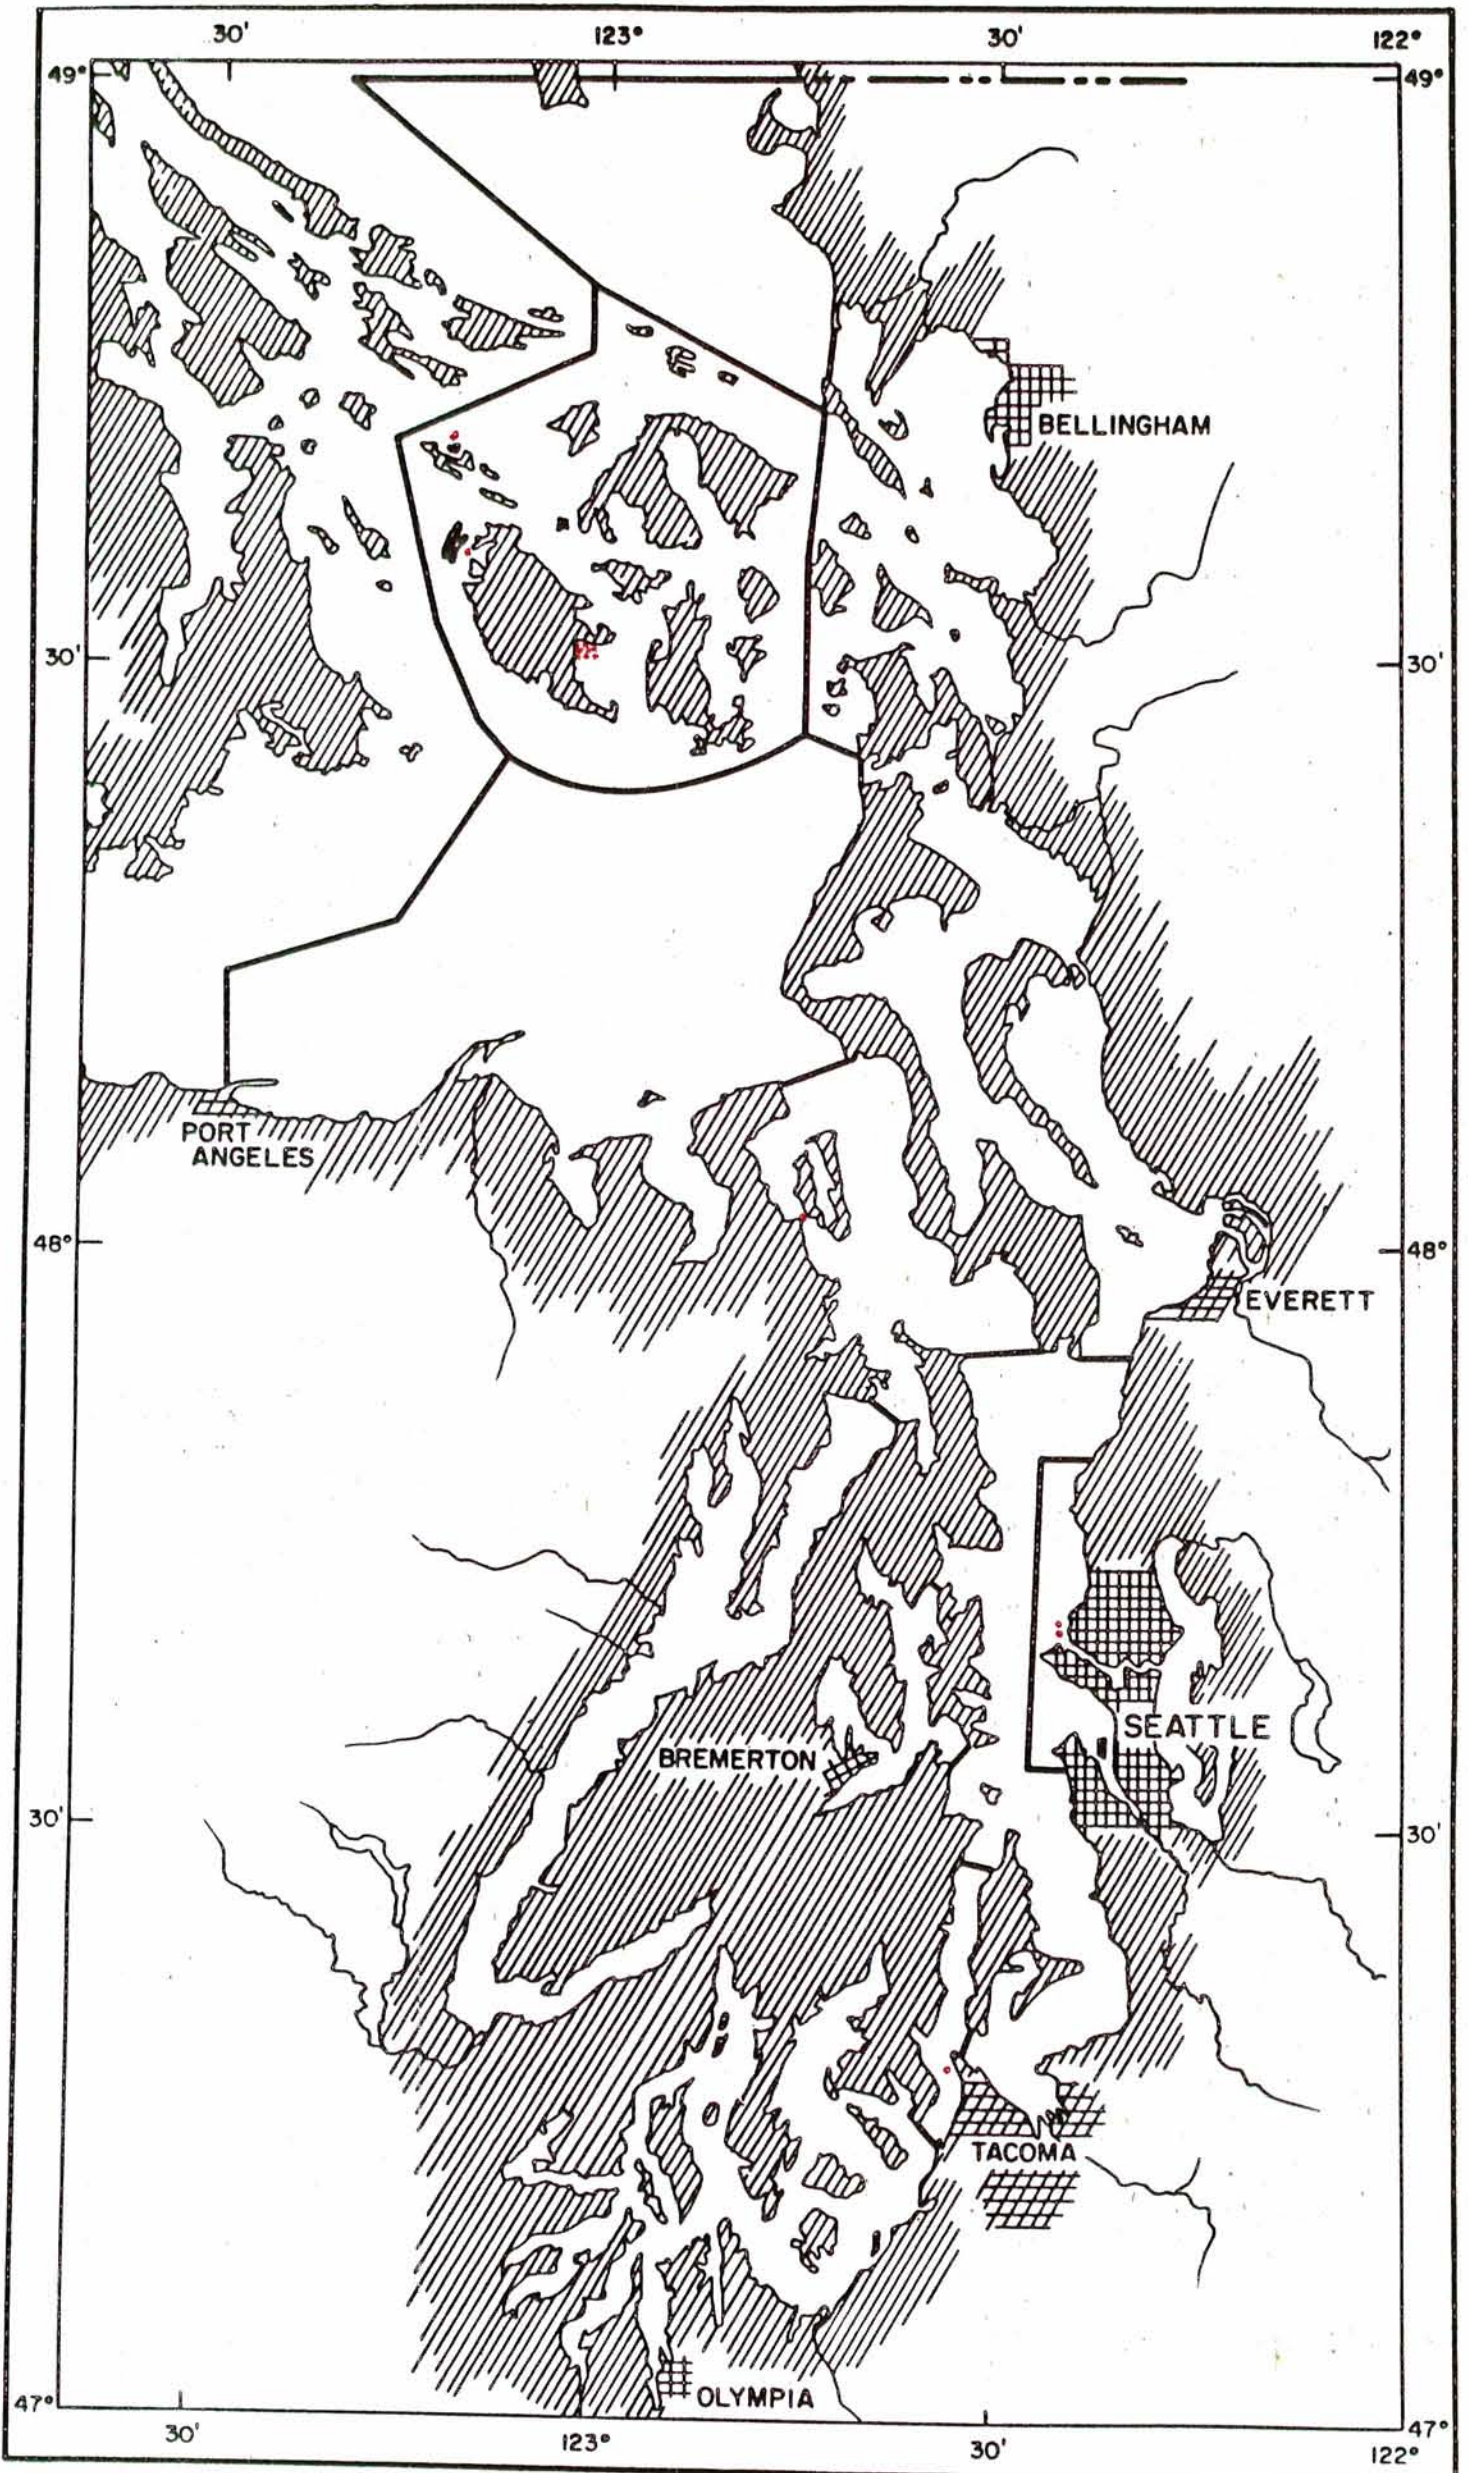 30' 123° 30' 122°
49° 49°
BELLINGHAM
30' 30'
PORT
ANGELES
48° 48°
EVERETT
SEATTLE
BREMERTON
30' 30'
TACOMA
OLYMPIA
47° 47°
30' 123° 30' 122°